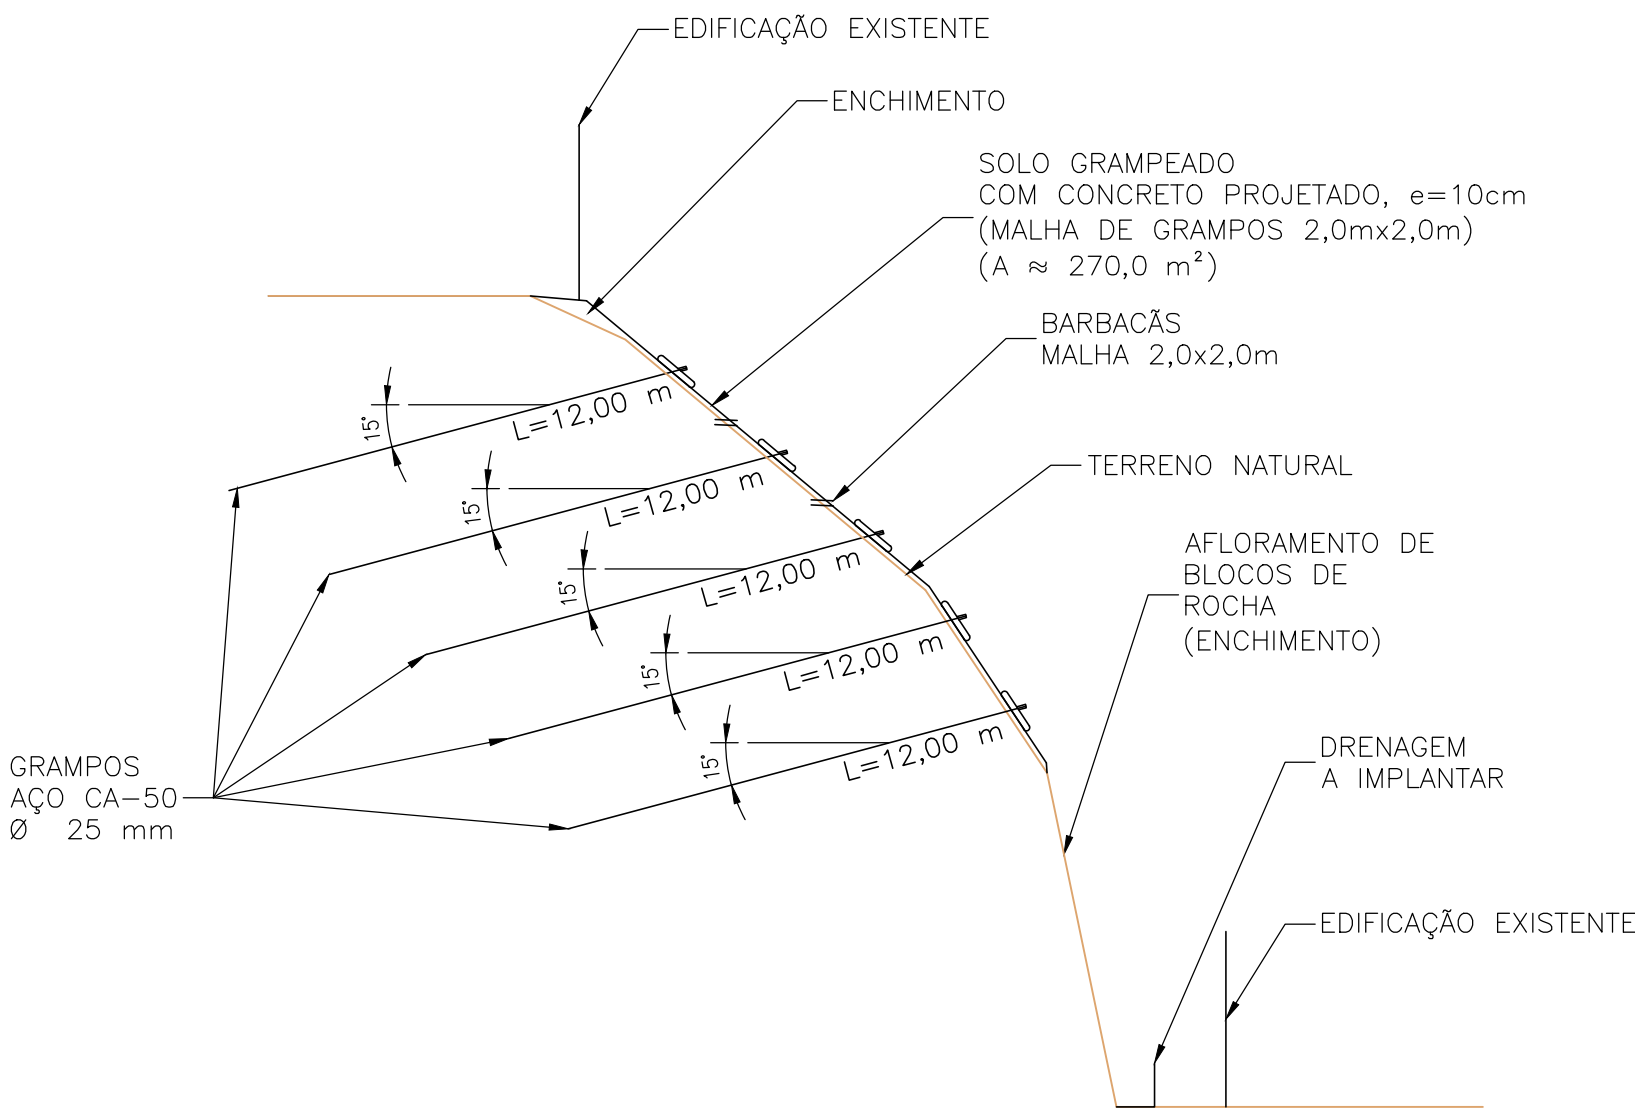 EDIFICAÇÃO EXISTENTE
ENCHIMENTO
SOLO GRAMPEADO
COM CONCRETO PROJETADO, e=10cm
(MALHA DE GRAMPOS 2,0mx2,0m)
(A ≈ 270,0 m²)
BARBACÃS
MALHA 2,0x2,0m
15°
L=12,00 m
TERRENO NATURAL
15°
L=12,00 m
AFLORAMENTO DE
BLOCOS DE
ROCHA
(ENCHIMENTO)
15°
L=12,00 m
15°
L=12,00 m
15°
L=12,00 m
GRAMPOS
AÇO CA-50
Ø 25 mm
DRENAGEM
A IMPLANTAR
EDIFICAÇÃO EXISTENTE